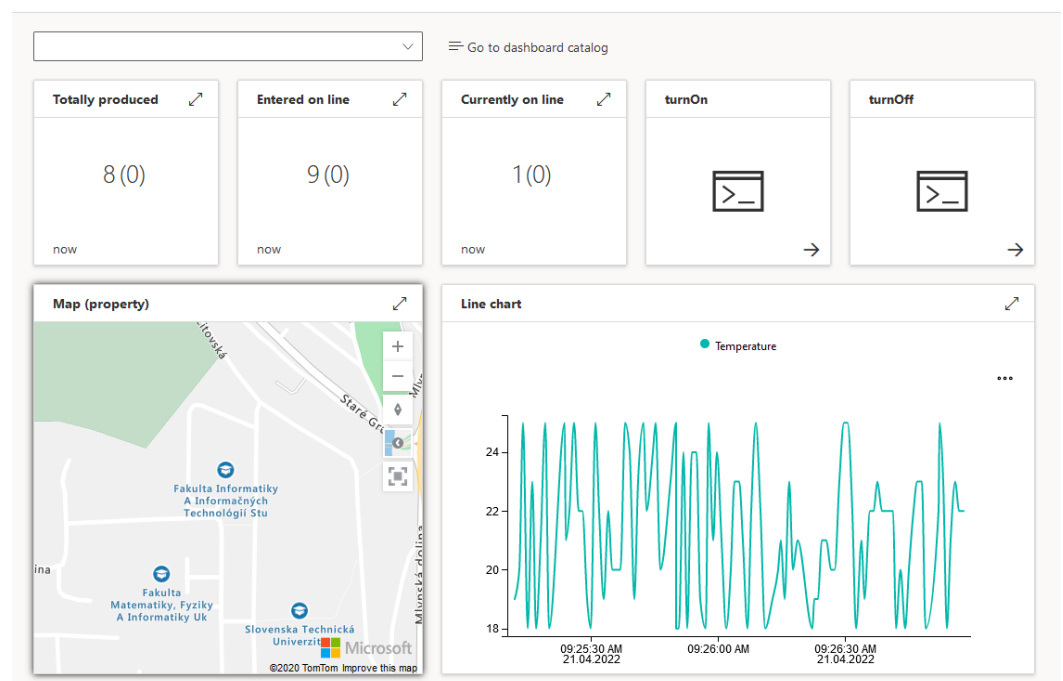 Go to dashboard catalog
Totally produced
Entered on line
Currently on line
turnOn
turnOff
8 (0)
9 (0)
1 (0)
now
now
now
Map (property)
Line chart
Staré Gr
Mlyn
Fakulta Informatiky
A Informačných
Technológií Stu
ina
Fakulta
Matematiky, Fyziky
A Informatiky Uk
Mlynská dolina
Slovenska Technická
Univerzit
Microsoft
©2020 TomTom Improve this map
Temperature
24
22
20
18
09:25:30 AM
21.04.2022
09:26:00 AM
09:26:30 AM
21.04.2022